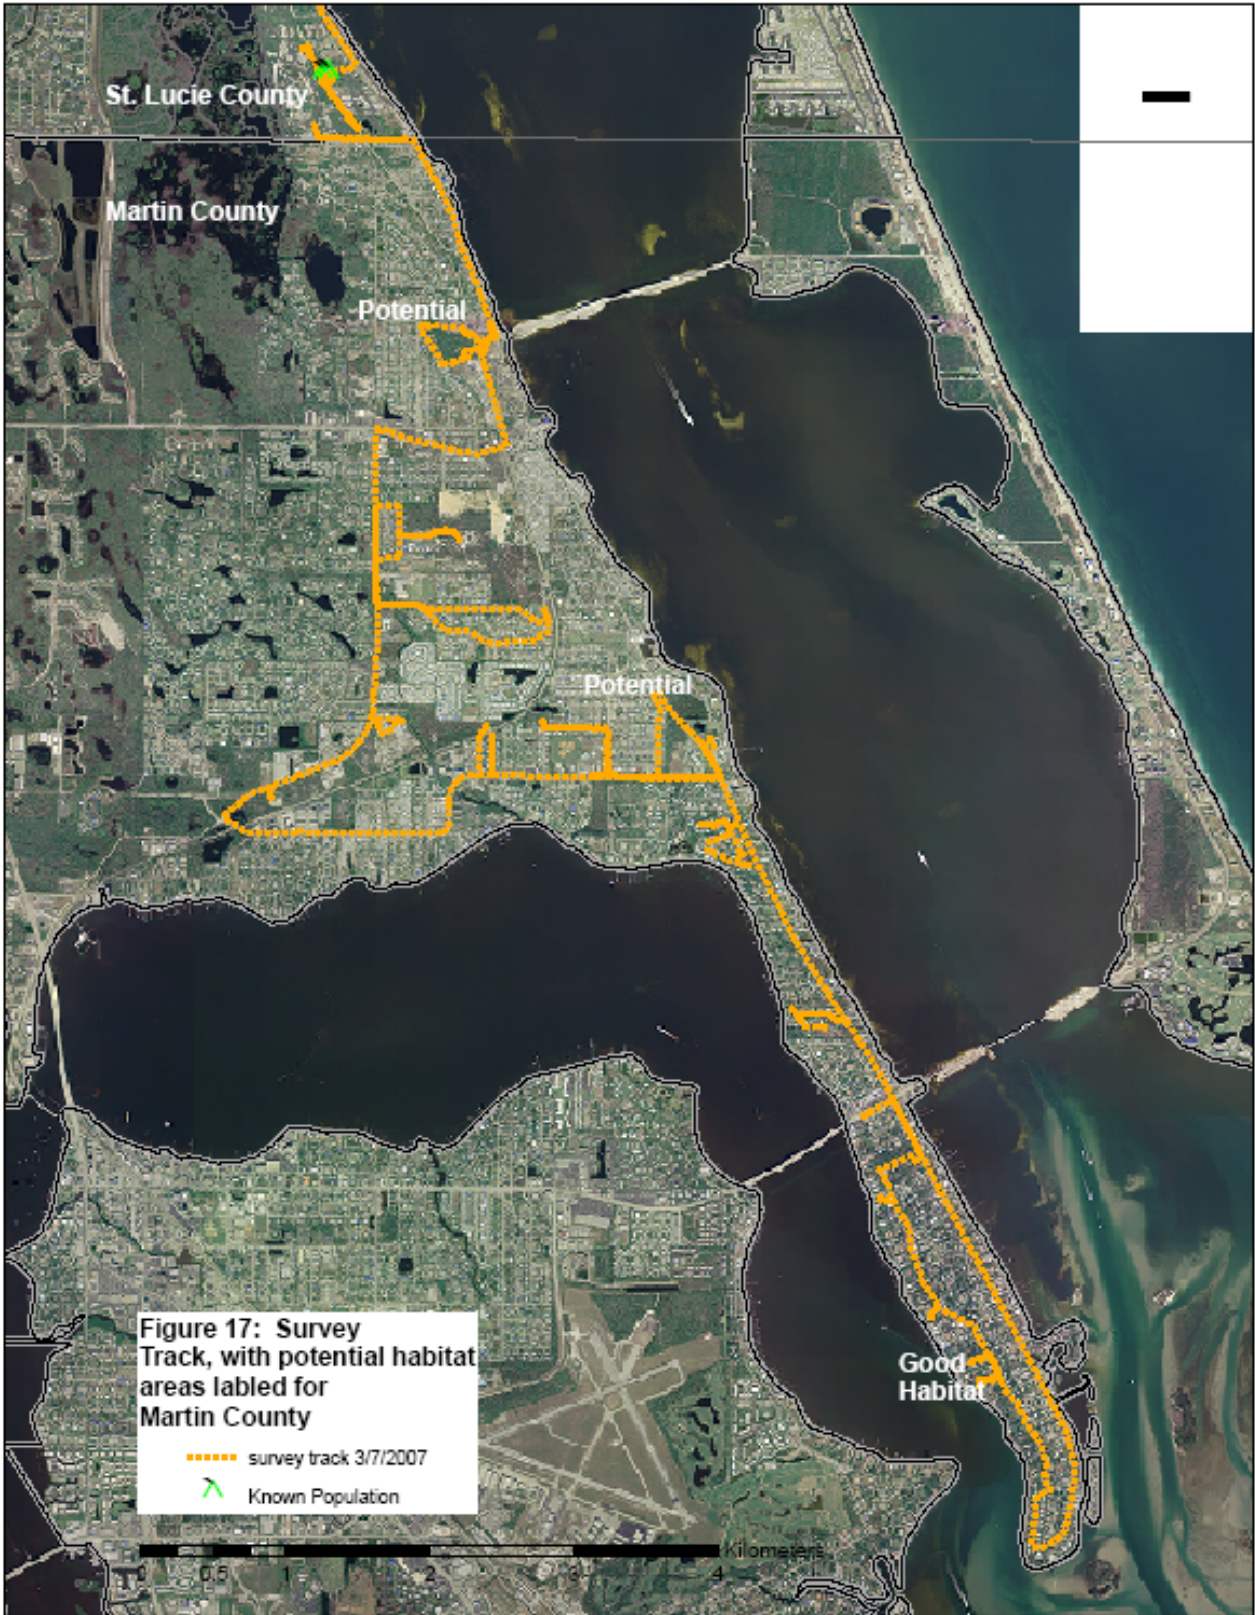 St. Lucie County
Martin County
Potential
Potential
Good
Habitat
Figure 17: Survey
Track, with potential habitat
areas labled for
Martin County
survey track 3/7/2007
Known Population
Kilometers
0 0.5 1 2 3 4